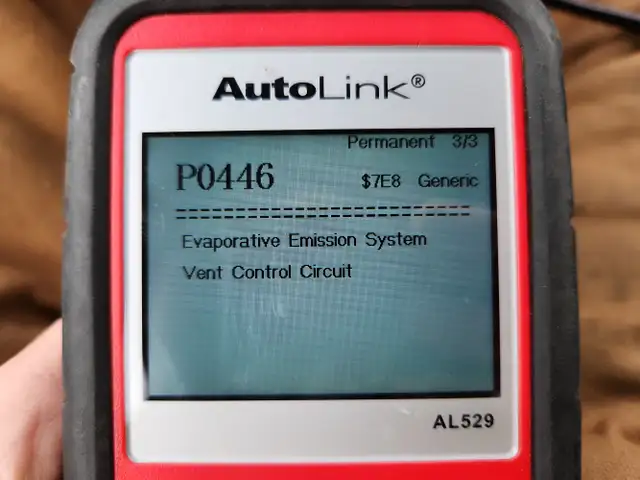 AutoLink®
Permanent 3/3
P0446 $7E8 Generic
================================
Evaporative Emission System
Vent Control Circuit
AL529